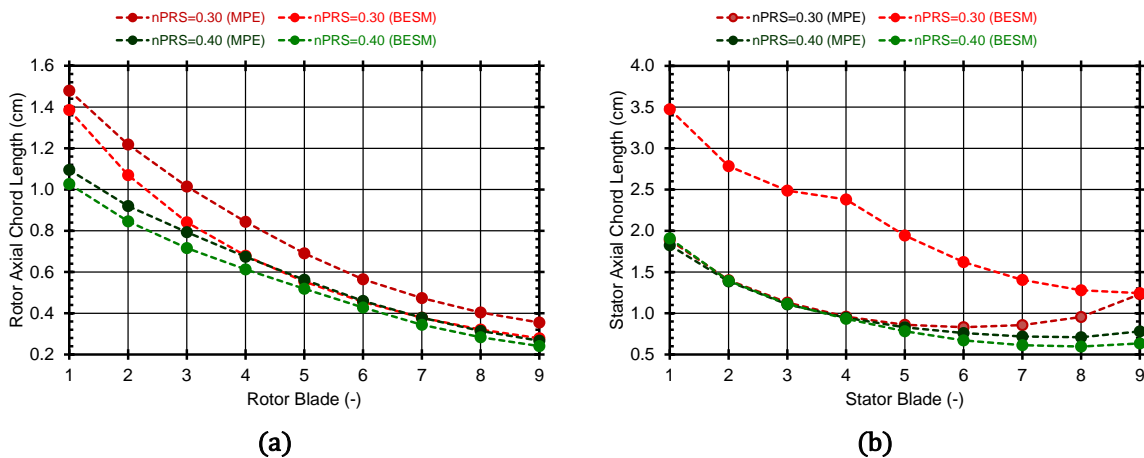 nPRS=0.30 (MPE) nPRS=0.30 (BESM)
nPRS=0.40 (MPE) nPRS=0.40 (BESM)
Rotor Axial Chord Length (cm)
1.6
1.4
1.2
1.0
0.8
0.6
0.4
0.2
1 2 3 4 5 6 7 8 9
Rotor Blade (-)
(a)
nPRS=0.30 (MPE) nPRS=0.30 (BESM)
nPRS=0.40 (MPE) nPRS=0.40 (BESM)
Stator Axial Chord Length (cm)
4.0
3.5
3.0
2.5
2.0
1.5
1.0
0.5
1 2 3 4 5 6 7 8 9
Stator Blade (-)
(b)